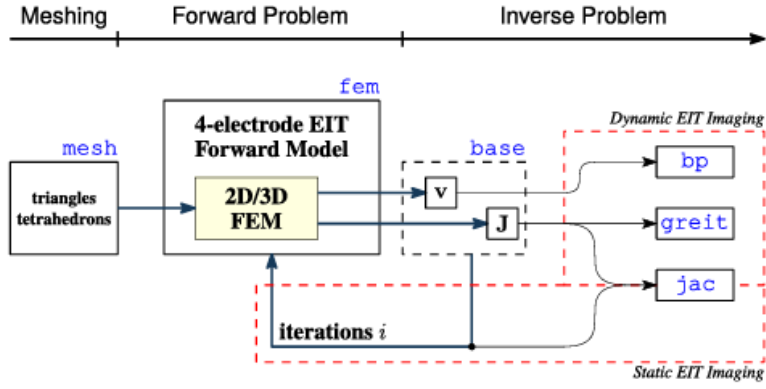 Meshing
Forward Problem
Inverse Problem
fem
4-electrode EIT
Forward Model
mesh
triangles
tetrahedrons
2D/3D
FEM
base
v
J
Dynamic EIT Imaging
bp
greit
jac
iterations i
Static EIT Imaging